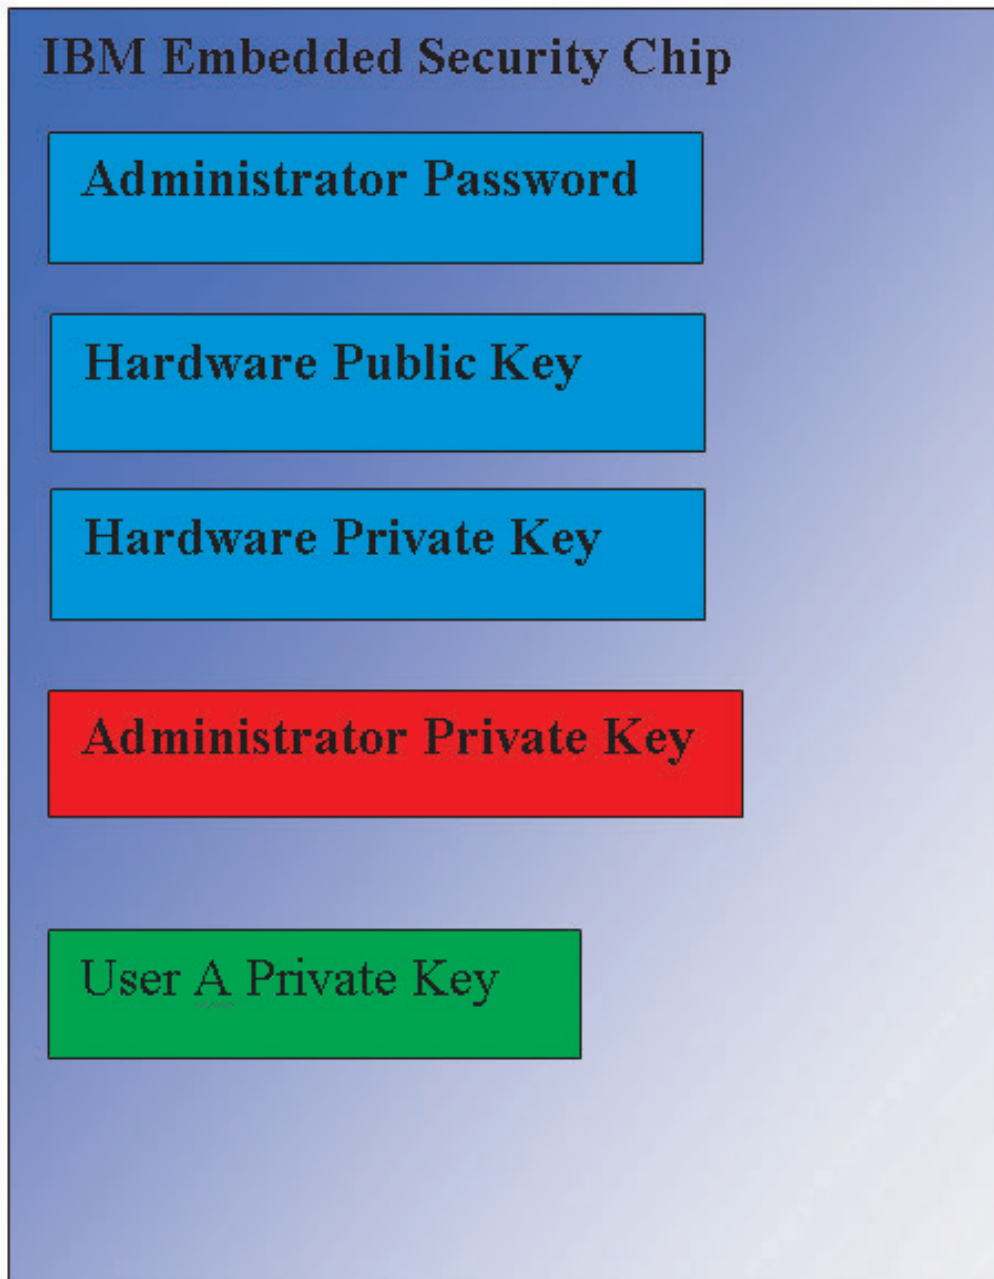 IBM Embedded Security Chip
Administrator Password
Hardware Public Key
Hardware Private Key
Administrator Private Key
User A Private Key